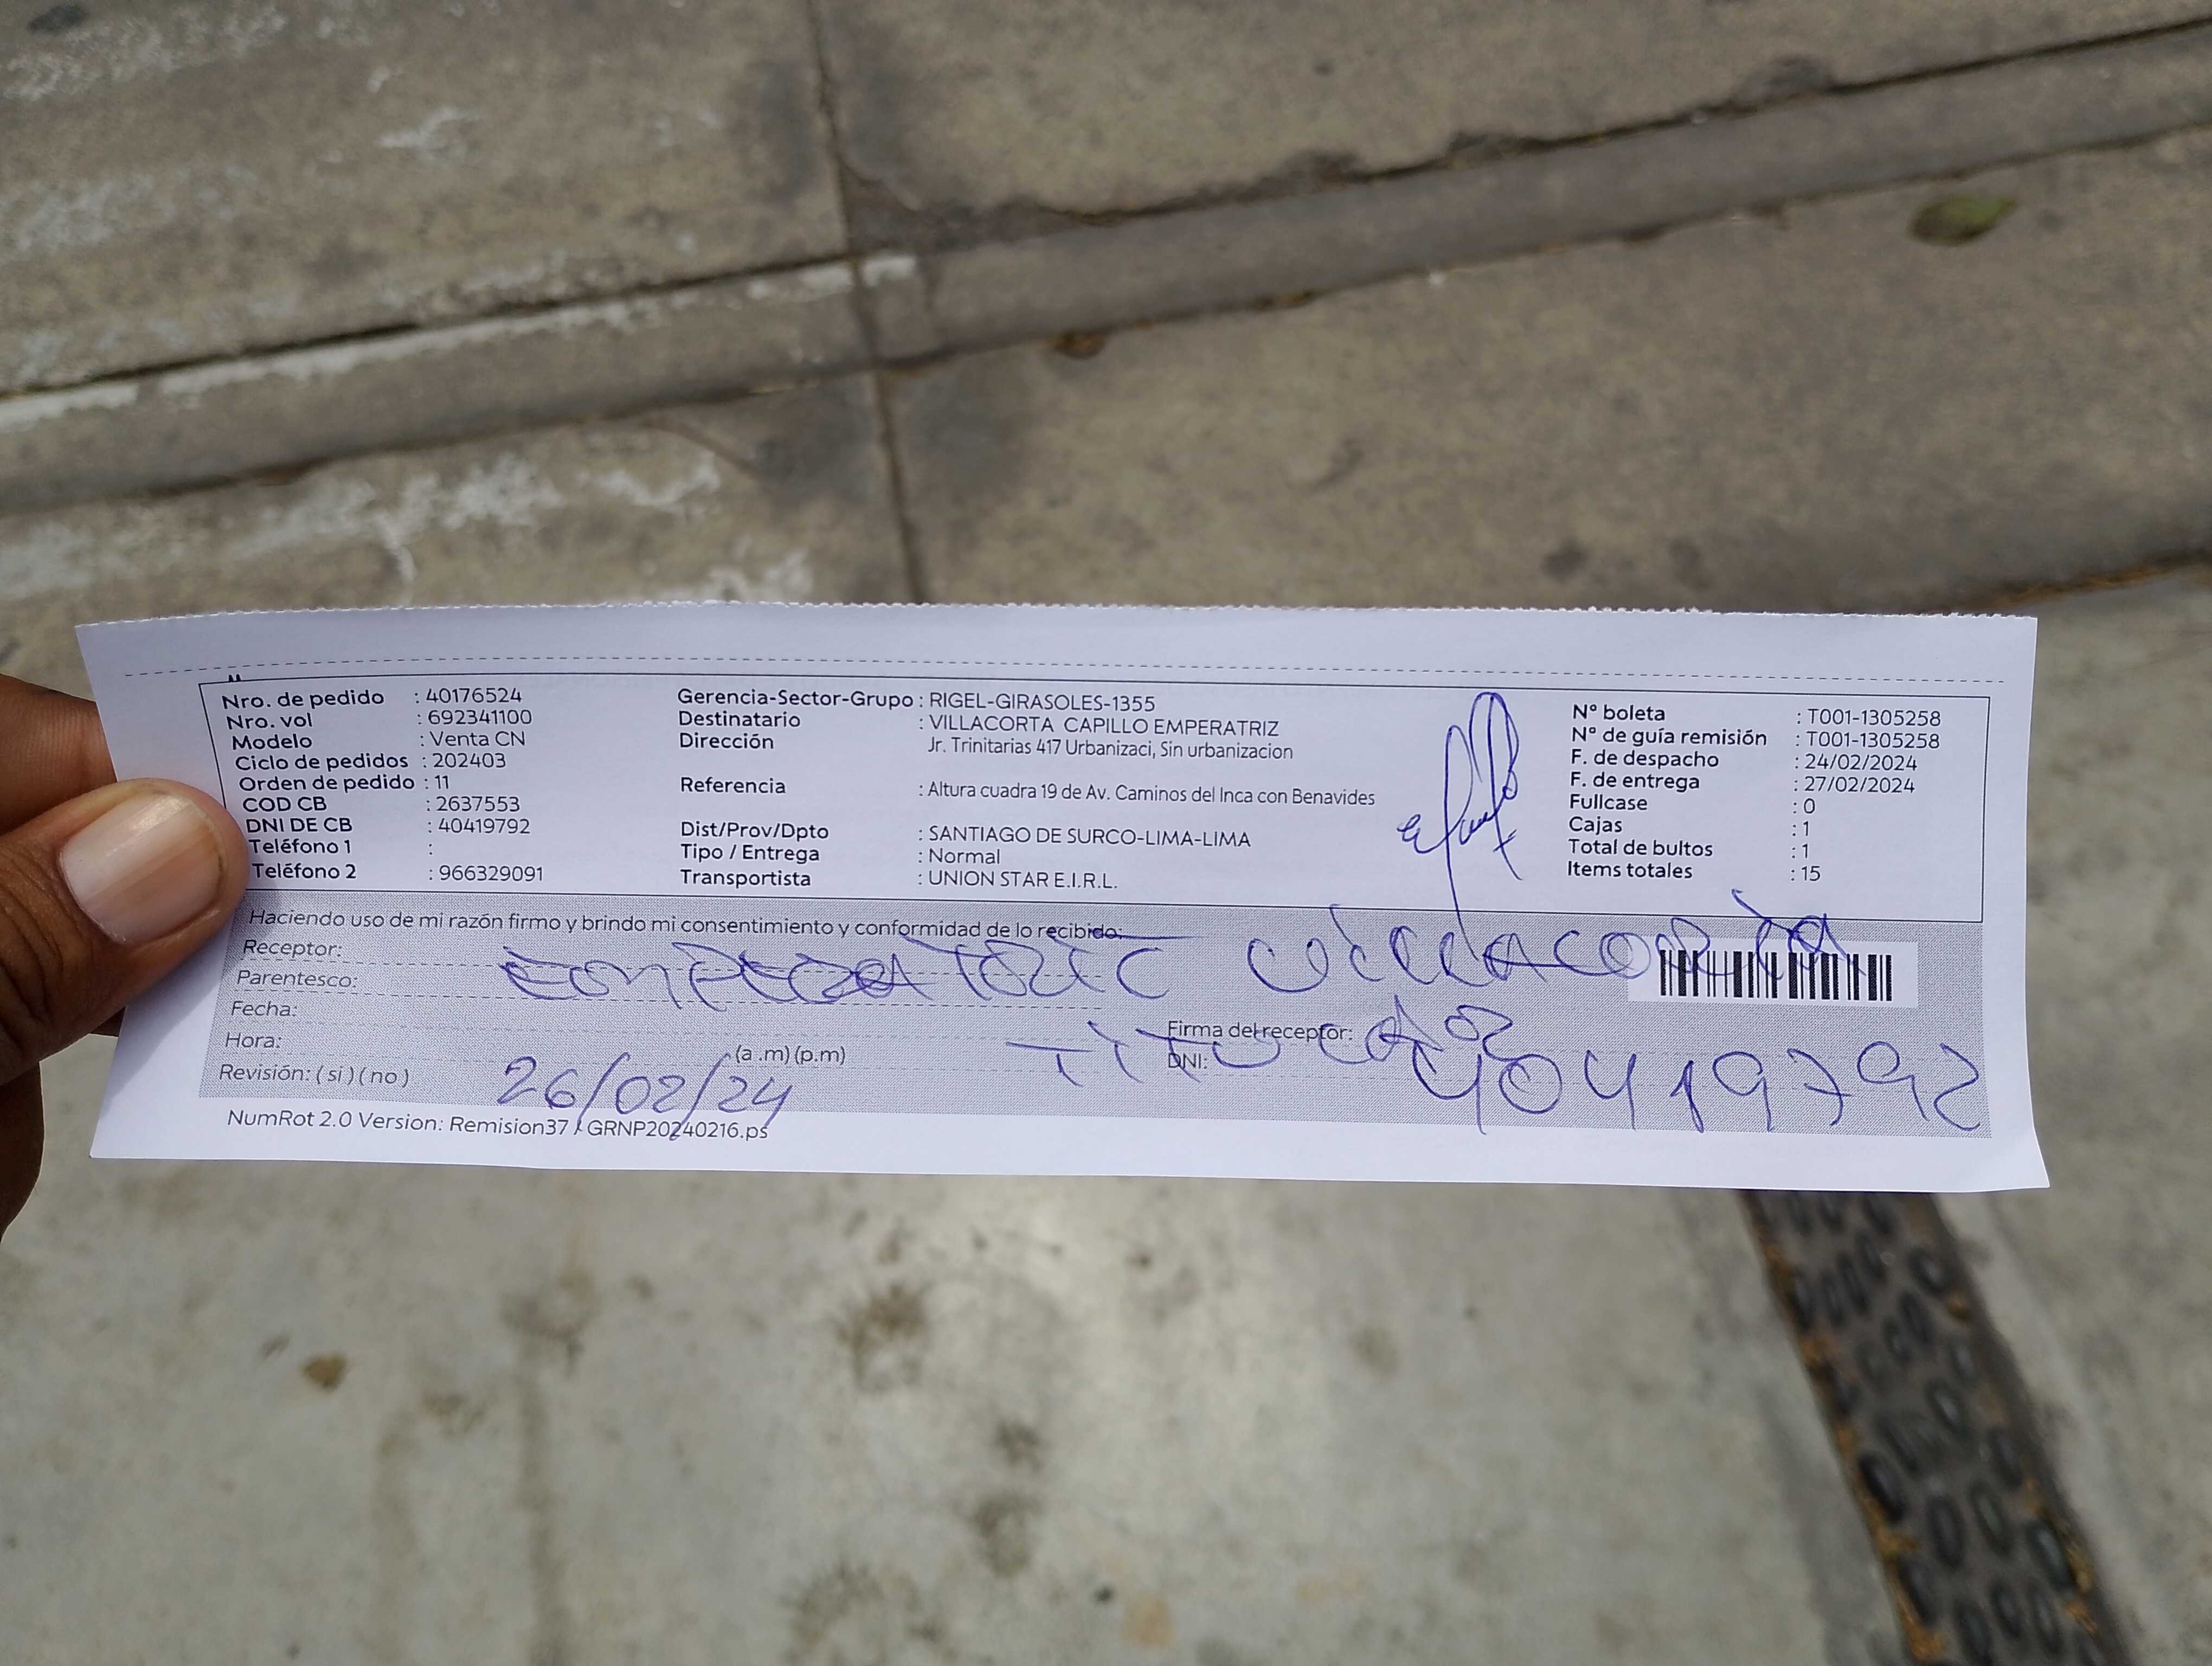 Nro. de pedido : 40176524
Nro. vol : 692341100
Modelo : Venta CN
Ciclo de pedidos : 202403
Orden de pedido : 11
COD CB : 2637553
DNI DE CB : 40419792
Teléfono 1 :
Teléfono 2 : 966329091
Gerencia-Sector-Grupo : RIGEL-GIRASOLES-1355
Destinatario : VILLACORTA CAPILLO EMPERATRIZ
Dirección Jr. Trinitarias 417 Urbanizaci, Sin urbanizacion
Referencia : Altura cuadra 19 de Av. Caminos del Inca con Benavides
Dist/Prov/Dpto : SANTIAGO DE SURCO-LIMA-LIMA
Tipo / Entrega : Normal
Transportista : UNION STAR E.I.R.L.
N° boleta : T001-1305258
N° de guía remisión : T001-1305258
F. de despacho : 24/02/2024
F. de entrega : 27/02/2024
Fullcase : 0
Cajas : 1
Total de bultos : 1
Items totales : 15
Haciendo uso de mi razón firmo y brindo mi consentimiento y conformidad de lo recibido:
Receptor: EMPERATRIZ VILLACORTA
Parentesco:
Fecha:
Firma del receptor:
Hora: (a .m) (p.m)
DNI: 40419792
Revisión: ( si ) ( no ) 26/02/24
NumRot 2.0 Version: Remision37 / GRNP20240216.ps